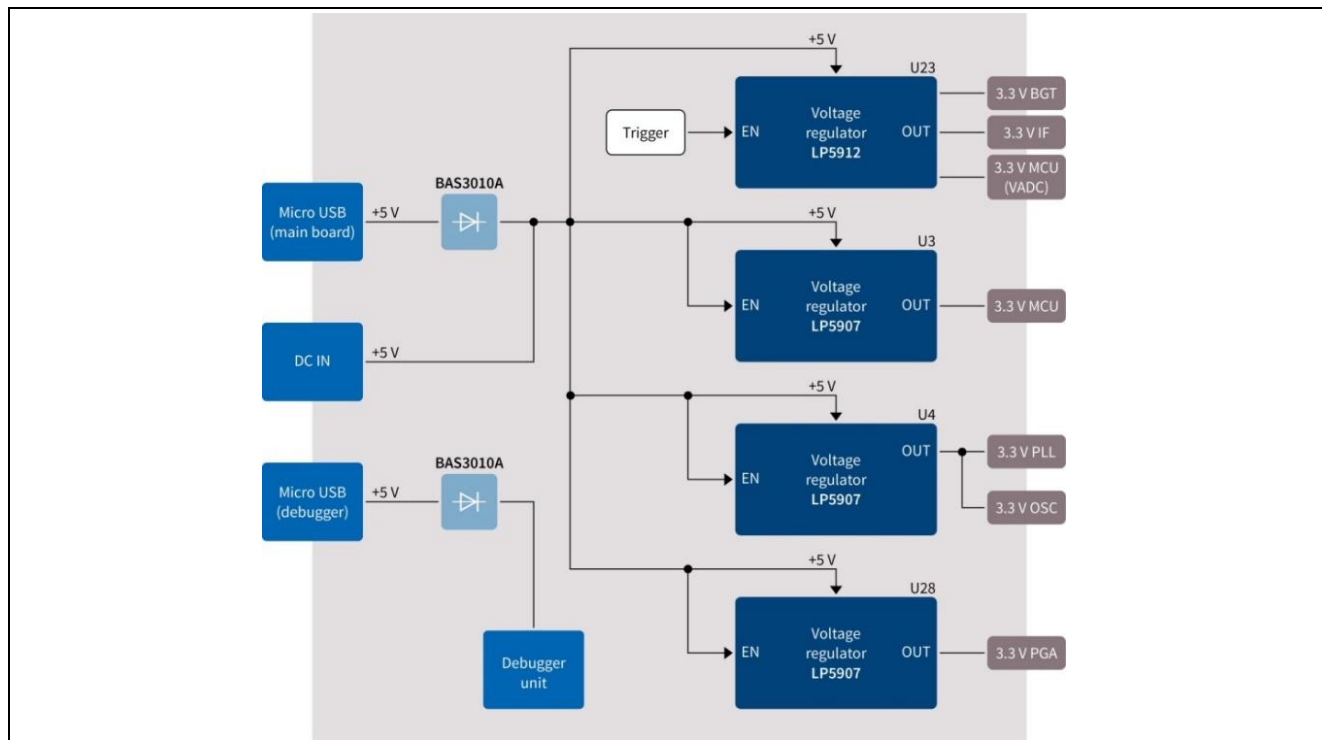 +5 V
U23
Trigger
EN
Voltage
regulator
LP5912
OUT
3.3 V BGT
3.3 V IF
3.3 V MCU
(VADC)
Micro USB
(main board)
+5 V
BAS3010A
+5 V
U3
EN
Voltage
regulator
LP5907
OUT
3.3 V MCU
DC IN
+5 V
+5 V
U4
EN
Voltage
regulator
LP5907
OUT
3.3 V PLL
3.3 V OSC
Micro USB
(debugger)
+5 V
BAS3010A
Debugger
unit
+5 V
U28
EN
Voltage
regulator
LP5907
OUT
3.3 V PGA